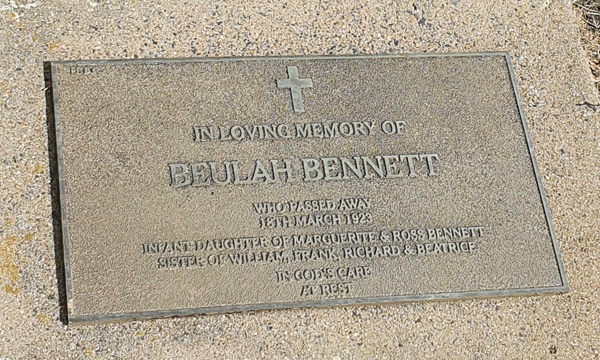 IN LOVING MEMORY OF
BEULAH BENNETT
WHO PASSED AWAY
18TH MARCH 1923
INFANT DAUGHTER OF MARGUERITE & ROSS BENNETT
SISTER OF WILLIAM, FRANK, RICHARD & BEATRICE
IN GOD'S CARE
AT REST